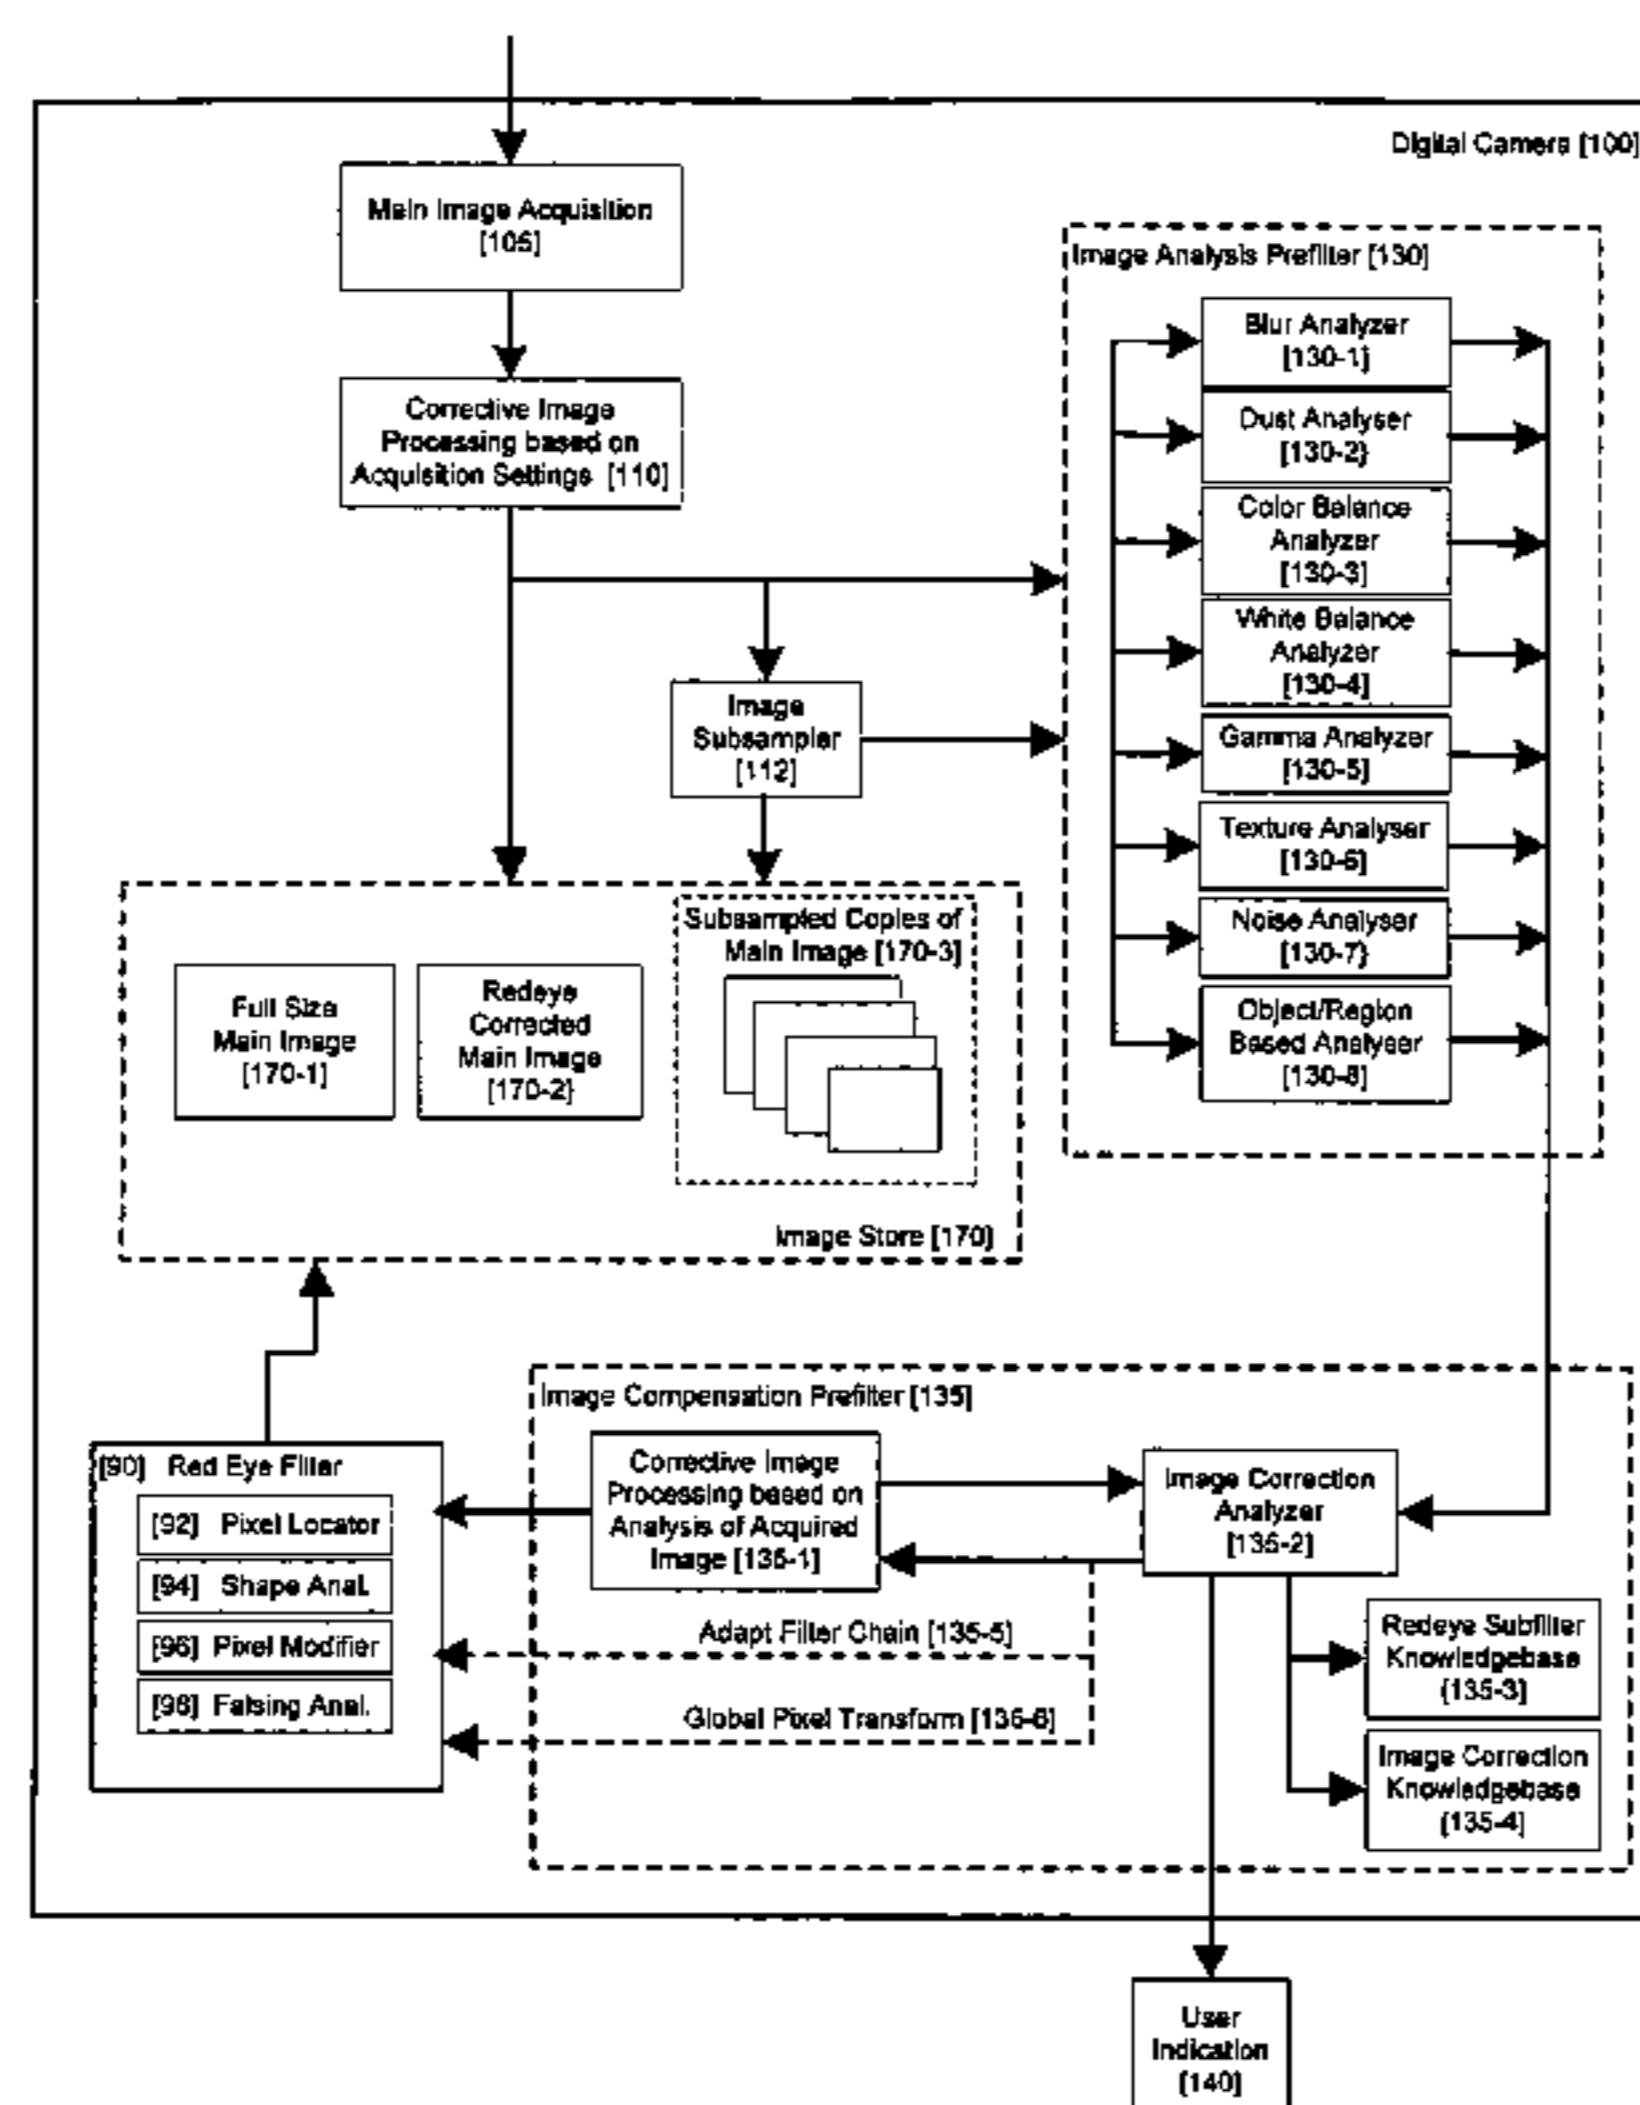 Digital Camera [100]
Main Image Acquisition
[105]
Corrective Image
Processing based on
Acquisition Settings [110]
Image Analysis Prefilter [130]
Blur Analyzer
[130-1]
Dust Analyser
[130-2]
Color Balance
Analyzer
[130-3]
White Balance
Analyzer
[130-4]
Gamma Analyzer
[130-5]
Texture Analyser
[130-6]
Noise Analyser
[130-7]
Object/Region
Based Analyser
[130-8]
Image
Subsampler
[112]
Subsampled Copies of
Main Image [170-3]
Full Size
Main Image
[170-1]
Redeye
Corrected
Main Image
[170-2]
Image Store [170]
Image Compensation Prefilter [135]
Corrective Image
Processing based on
Analysis of Acquired
Image [135-1]
Image Correction
Analyzer
[135-2]
[90] Red Eye Filter
[92] Pixel Locator
[94] Shape Anal.
[96] Pixel Modifier
[98] Falsing Anal.
Adapt Filter Chain [135-5]
Global Pixel Transform [135-6]
Redeye Subfilter
Knowledgebase
[135-3]
Image Correction
Knowledgebase
[135-4]
User
Indication
[140]